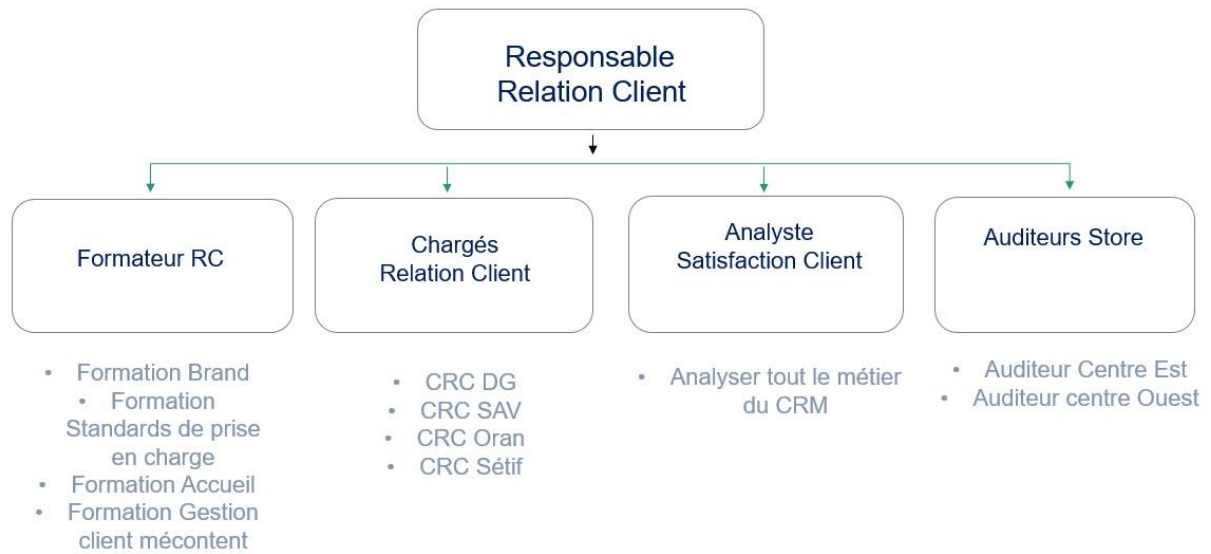 Responsable
Relation Client
Formateur RC
Chargés
Relation Client
Analyste
Satisfaction Client
Auditeurs Store
• Formation Brand
• Formation
Standards de prise
en charge
• Formation Accueil
• Formation Gestion
client mécontent
• CRC DG
• CRC SAV
• CRC Oran
• CRC Sétif
• Analyser tout le métier
du CRM
• Auditeur Centre Est
• Auditeur centre Ouest